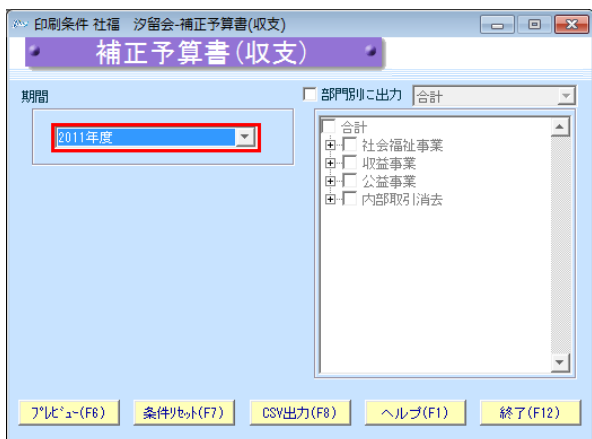 印刷条件 社福　汐留会-補正予算書(収支)
補正予算書(収支)
期間
部門別に出力 合計
2011年度
合計
社会福祉事業
収益事業
公益事業
内部取引消去
ﾌﾟﾚﾋﾞｭｰ(F6) 条件ﾘｾｯﾄ(F7) CSV出力(F8) ヘルプ(F1) 終了(F12)